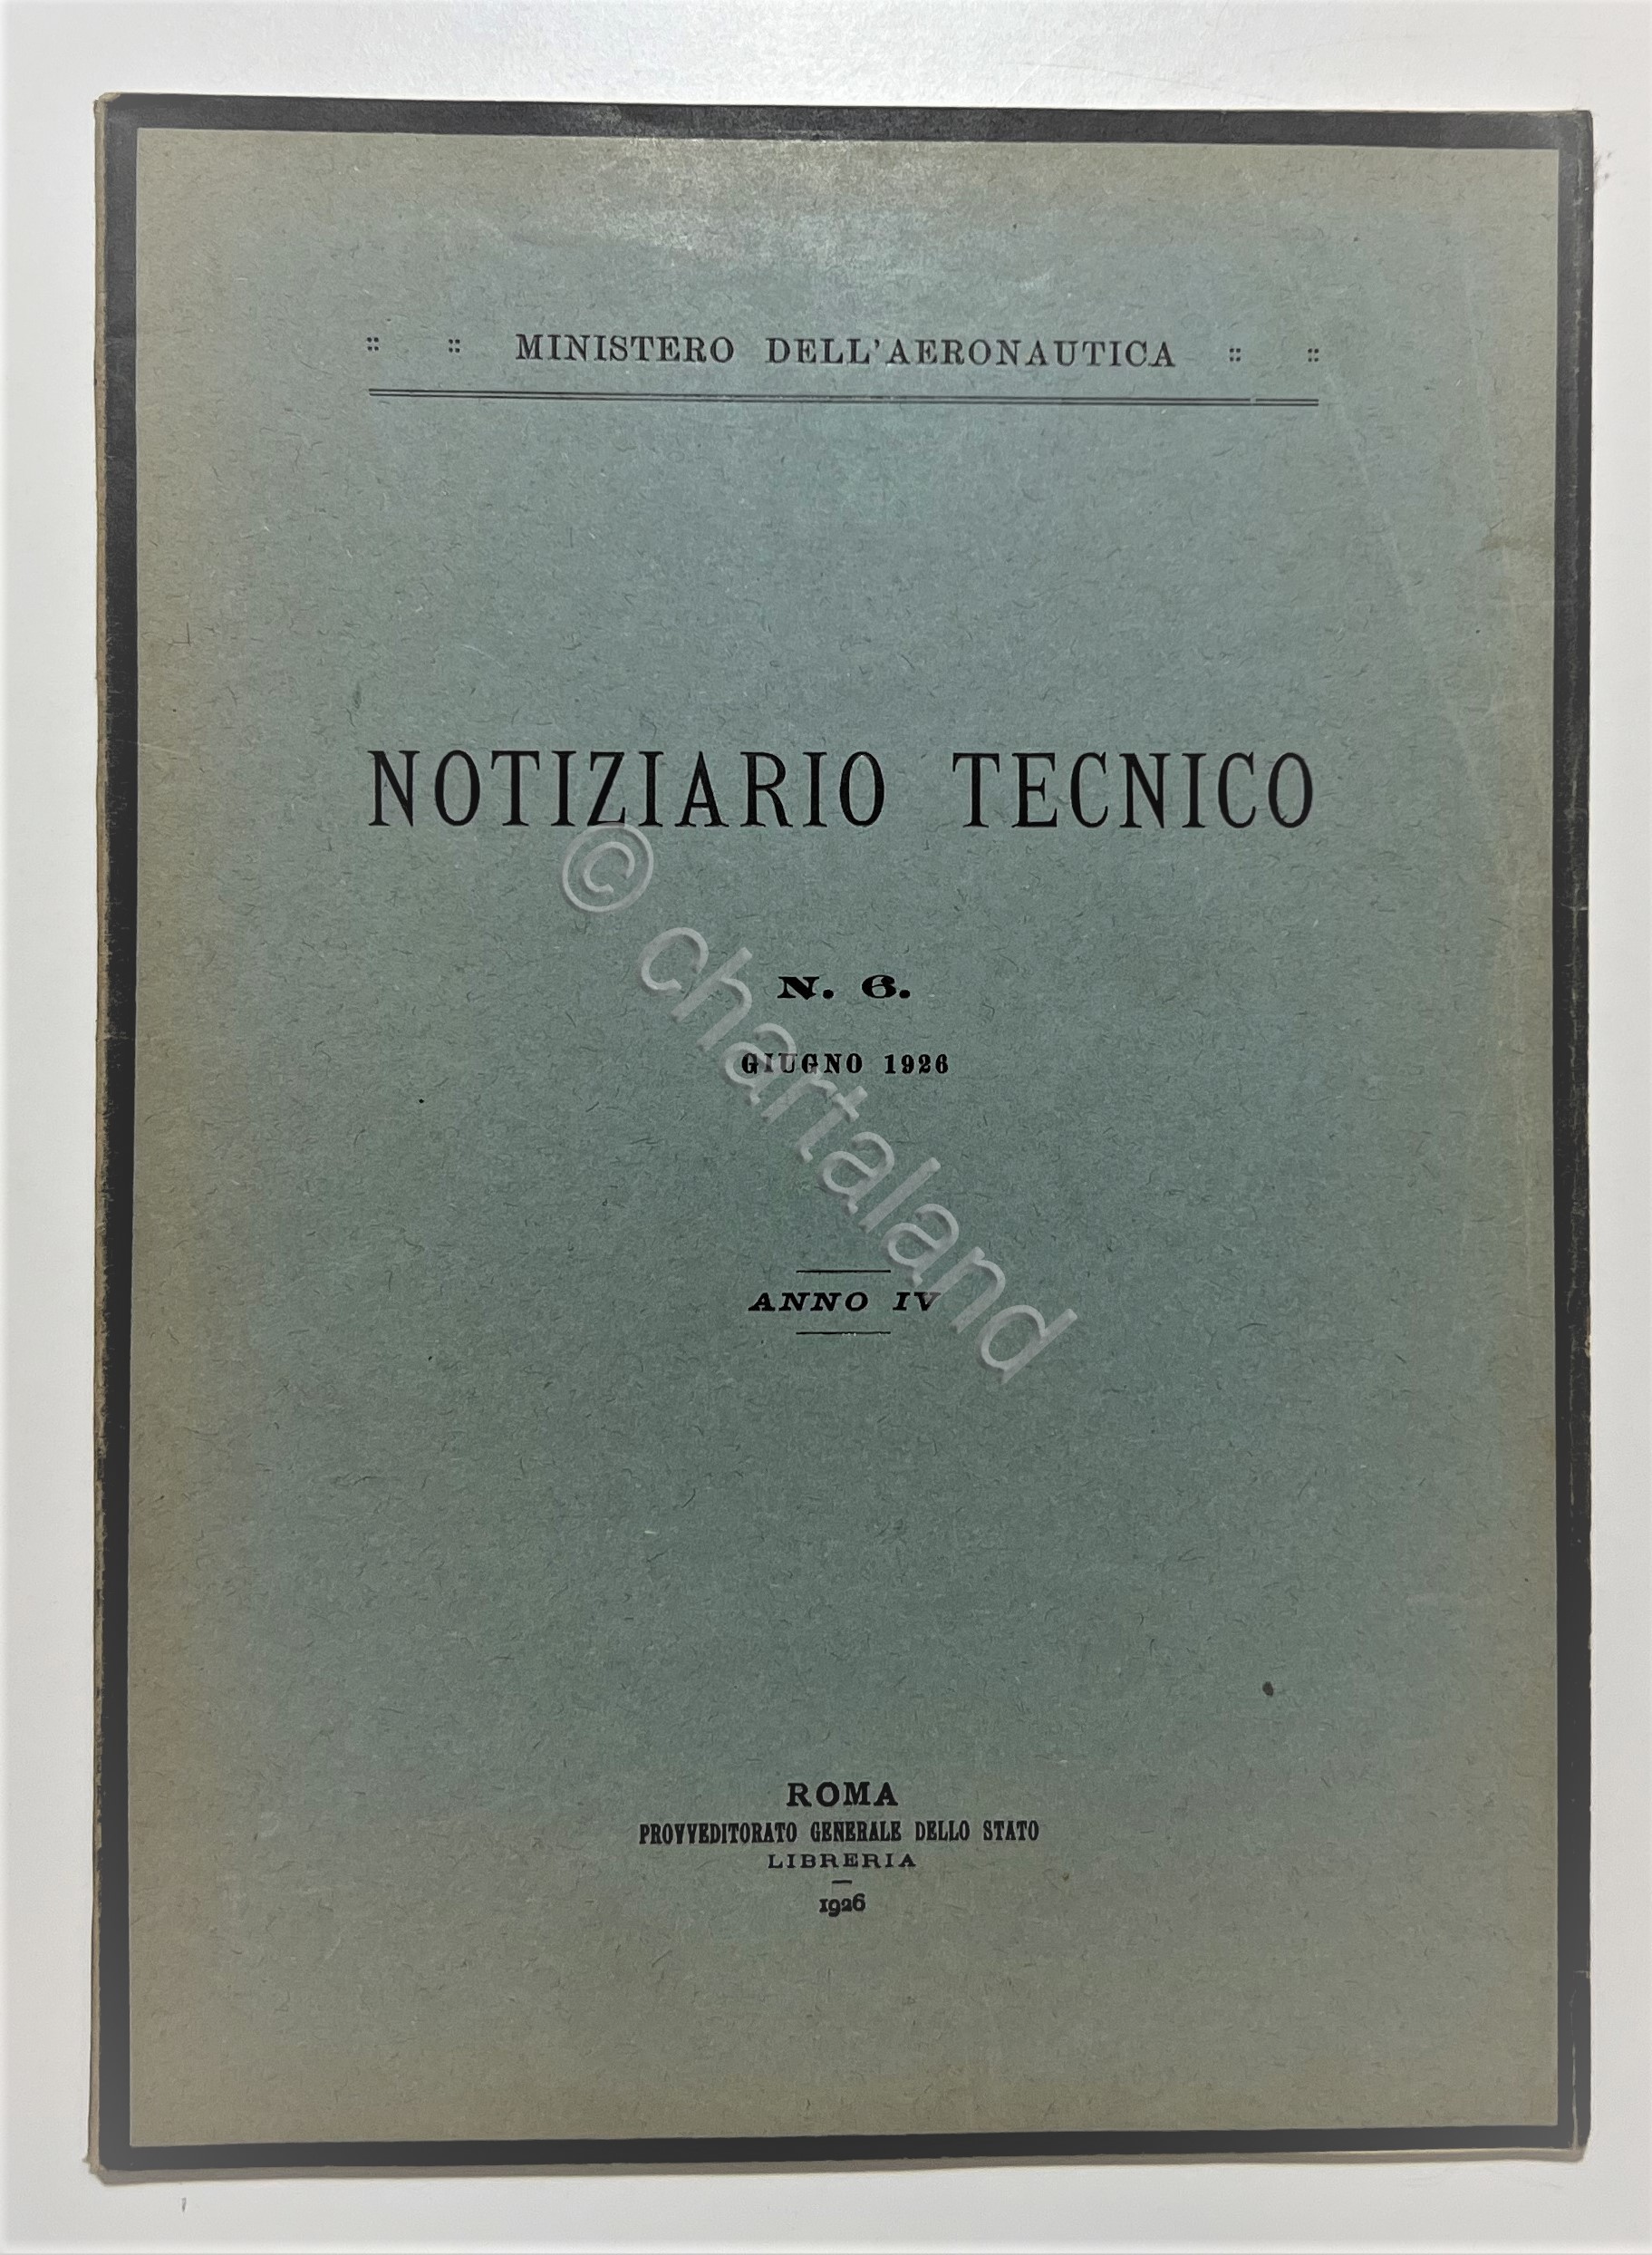 :: :: MINISTERO DELL'AERONAUTICA :: ::
NOTIZIARIO TECNICO
N. 6.
GIUGNO 1926
ANNO IV
ROMA
PROVVEDITORATO GENERALE DELLO STATO
LIBRERIA
1926
© chartaland